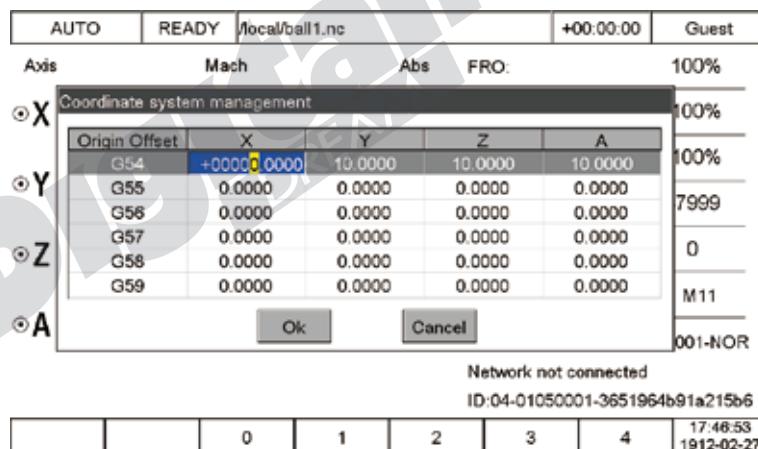 AUTO READY /local/ball1.nc +00:00:00 Guest
Axis Mach Abs FRO: 100%
Coordinate system management
X 100%
Origin Offset X Y Z A
G54 +00000.0000 10.0000 10.0000 10.0000 100%
Y G55 0.0000 0.0000 0.0000 0.0000
G56 0.0000 0.0000 0.0000 0.0000 7999
G57 0.0000 0.0000 0.0000 0.0000
Z G58 0.0000 0.0000 0.0000 0.0000 0
G59 0.0000 0.0000 0.0000 0.0000 M11
A Ok Cancel 001-NOR
Network not connected
ID:04-01050001-3651964b91a215b6
0 1 2 3 4 17:46:53
1912-02-27
Digital
DREAM